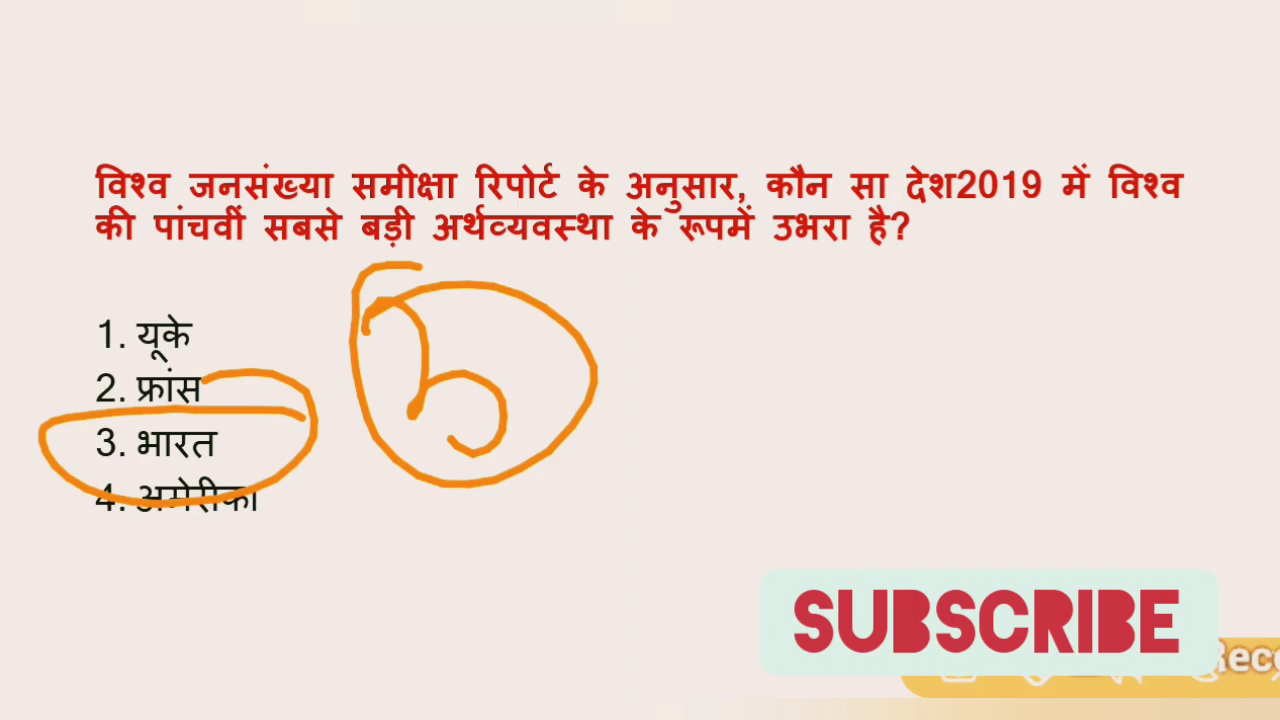 विश्व जनसंख्या समीक्षा रिपोर्ट के अनुसार, कौन सा देश2019 में विश्व
की पांचवीं सबसे बड़ी अर्थव्यवस्था के रूपमें उभरा है?
1. यूके
2. फ्रांस
3. भारत
4. अमेरीका
5
SUBSCRIBE